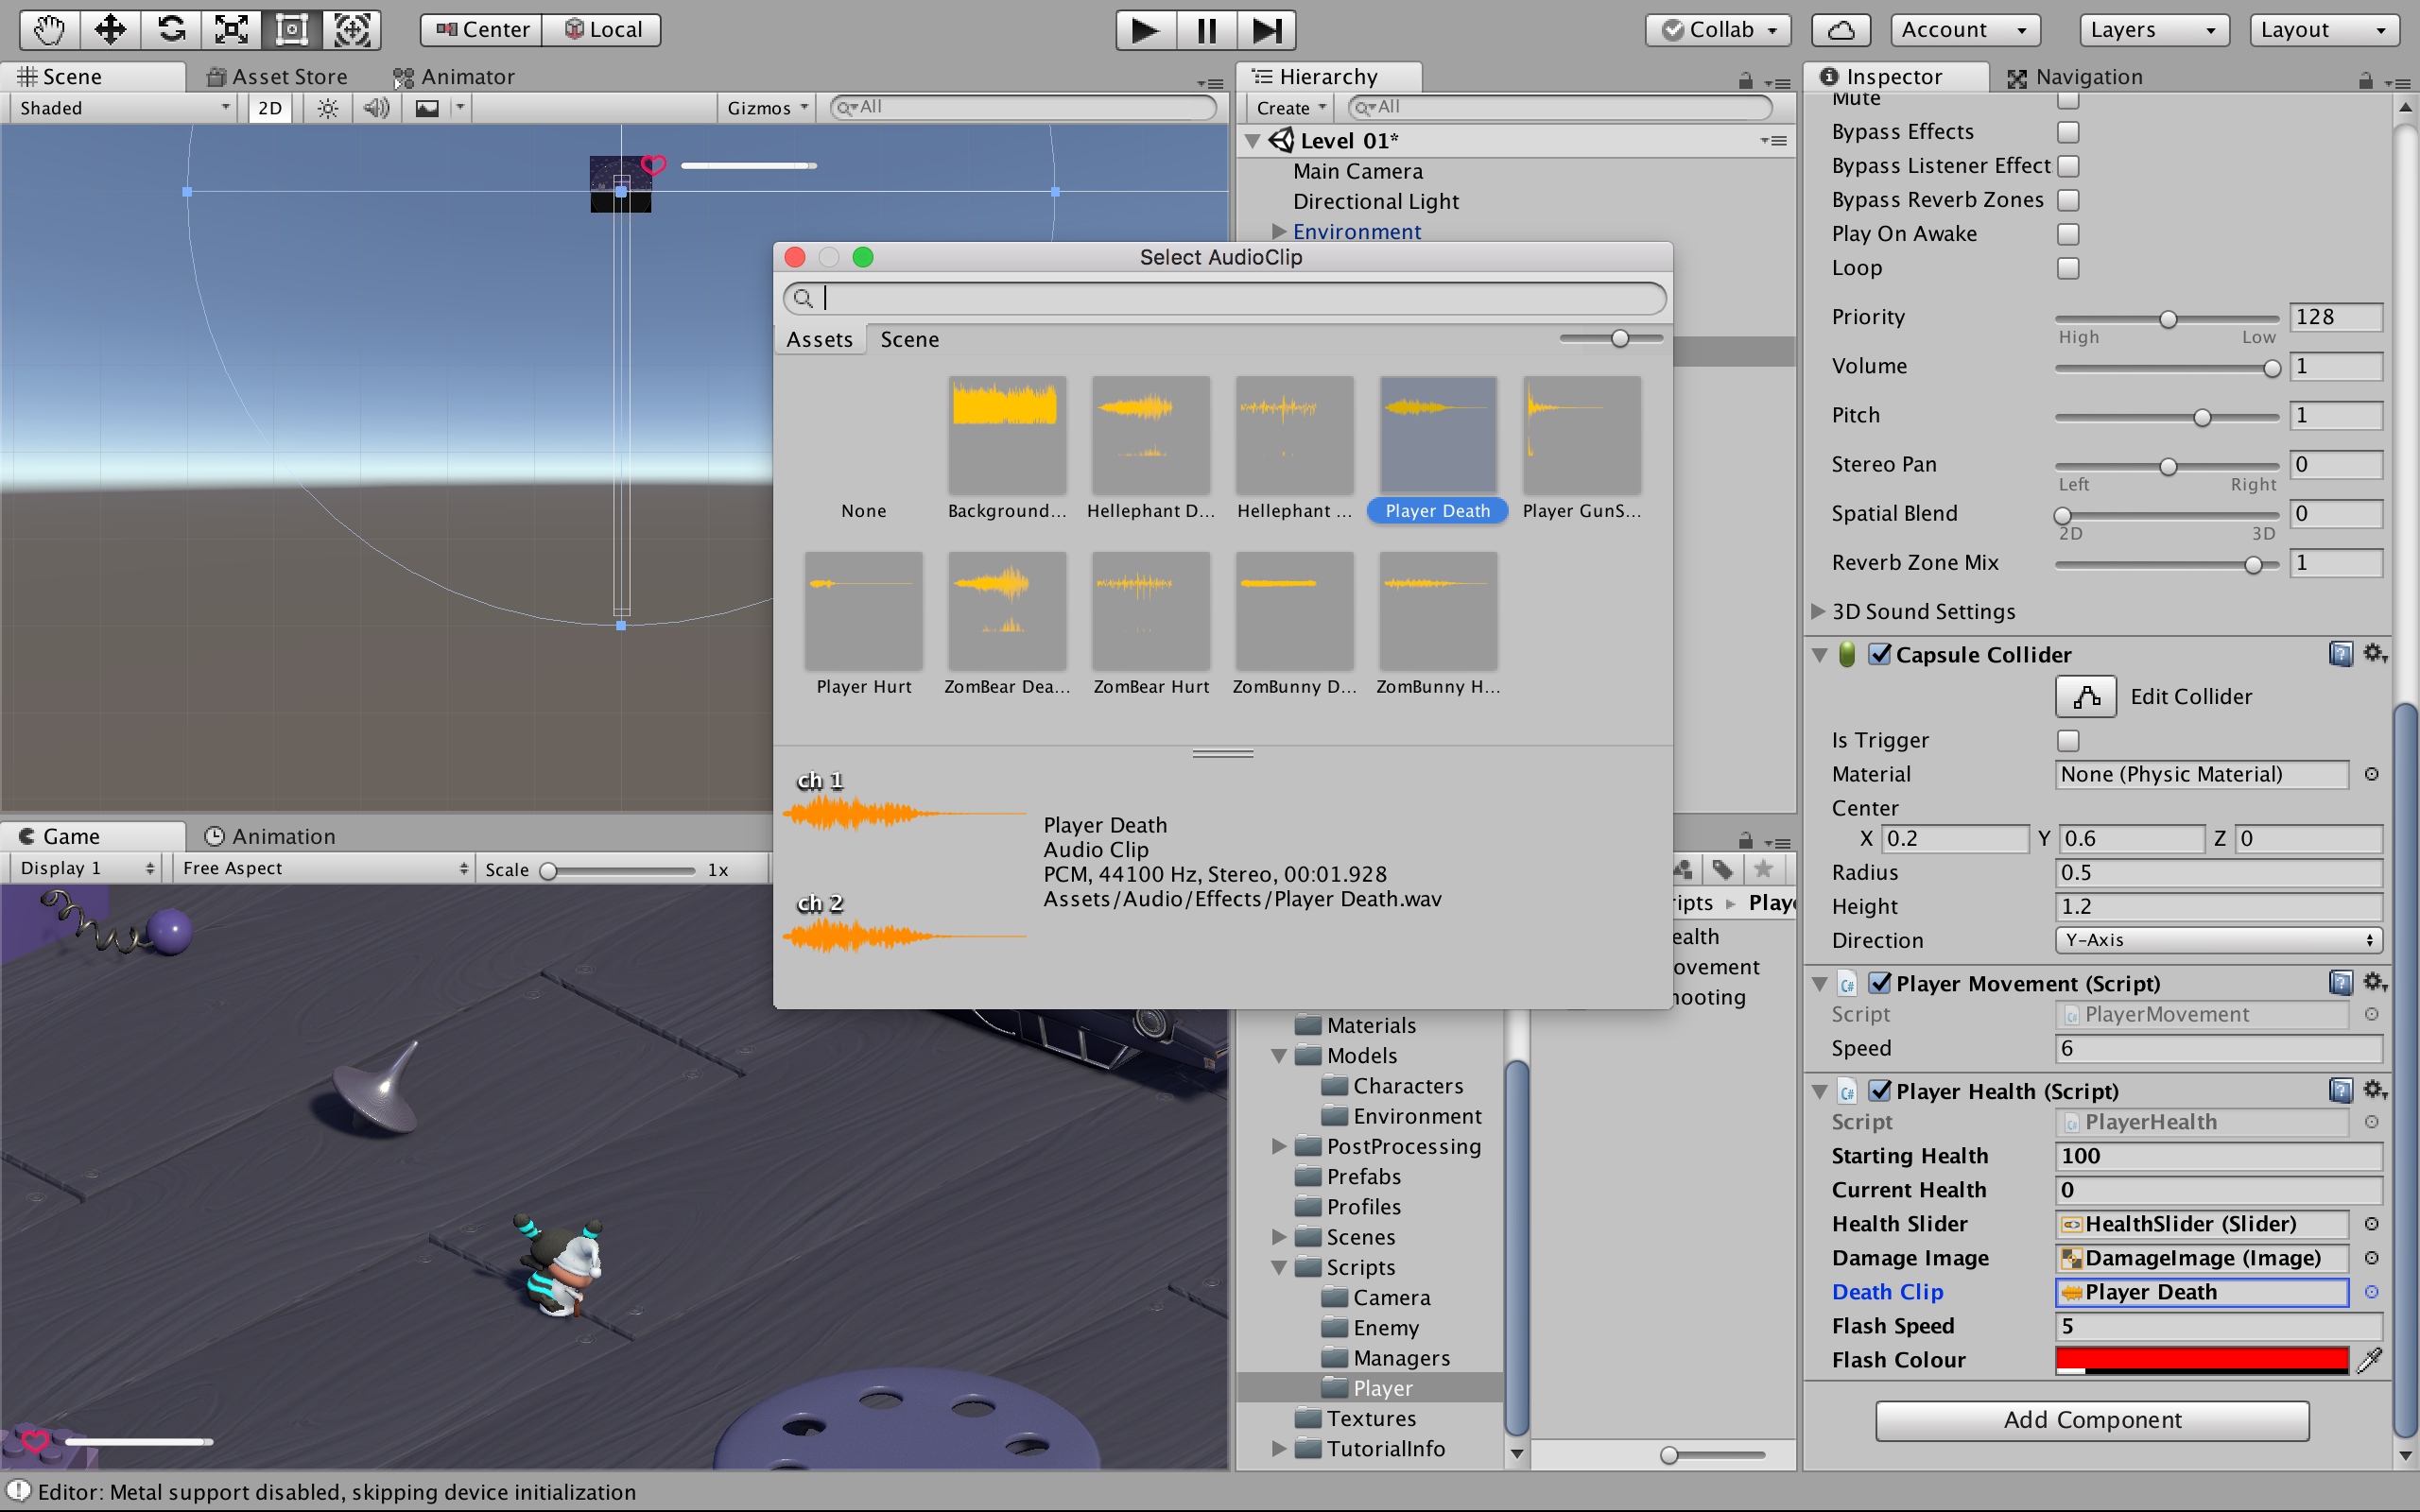 Center Local Collab Account Layers Layout
Scene Asset Store Animator
Shaded 2D Gizmos All
Hierarchy
Create All
Level 01*
Main Camera
Directional Light
Environment
Select AudioClip
Assets Scene
None Background... Hellephant D... Hellephant ... Player Death Player GunS...
Player Hurt ZomBear Dea... ZomBear Hurt ZomBunny D... ZomBunny H...
ch 1
ch 2
Player Death
Audio Clip
PCM, 44100 Hz, Stereo, 00:01.928
Assets/Audio/Effects/Player Death.wav
Game Animation
Display 1 Free Aspect Scale 1x
ripts Playe
ealth
ovement
hooting
Materials
Models
Characters
Environment
PostProcessing
Prefabs
Profiles
Scenes
Scripts
Camera
Enemy
Managers
Player
Textures
TutorialInfo
Inspector Navigation
Mute
Bypass Effects
Bypass Listener Effect
Bypass Reverb Zones
Play On Awake
Loop
Priority 128
High Low
Volume 1
Pitch 1
Stereo Pan 0
Left Right
Spatial Blend 0
2D 3D
Reverb Zone Mix 1
3D Sound Settings
Capsule Collider
Edit Collider
Is Trigger
Material None (Physic Material)
Center
X 0.2 Y 0.6 Z 0
Radius 0.5
Height 1.2
Direction Y-Axis
C# Player Movement (Script)
Script PlayerMovement
Speed 6
C# Player Health (Script)
Script PlayerHealth
Starting Health 100
Current Health 0
Health Slider HealthSlider (Slider)
Damage Image DamageImage (Image)
Death Clip Player Death
Flash Speed 5
Flash Colour
Add Component
Editor: Metal support disabled, skipping device initialization